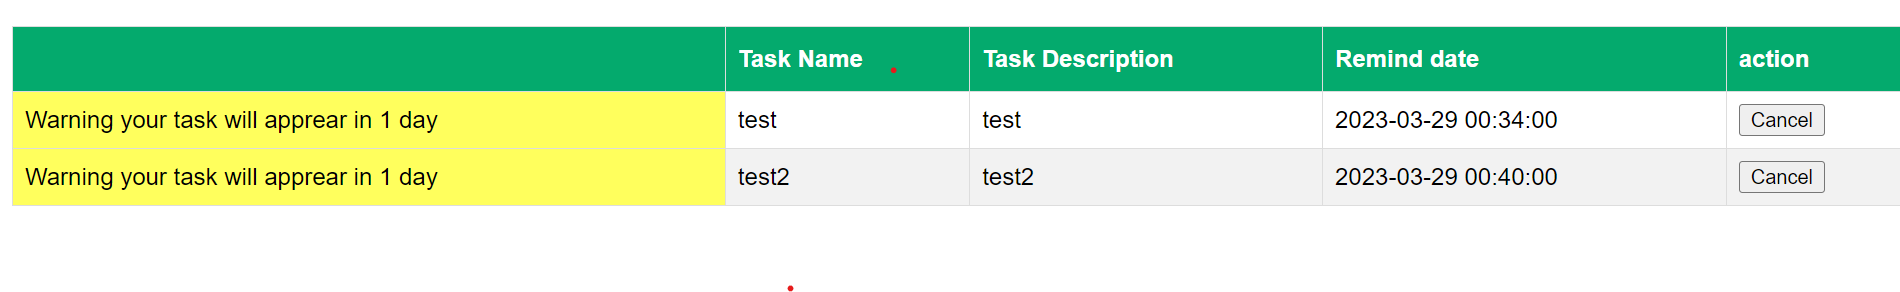 Task Name Task Description Remind date action
Warning your task will apprear in 1 day test test 2023-03-29 00:34:00 Cancel
Warning your task will apprear in 1 day test2 test2 2023-03-29 00:40:00 Cancel